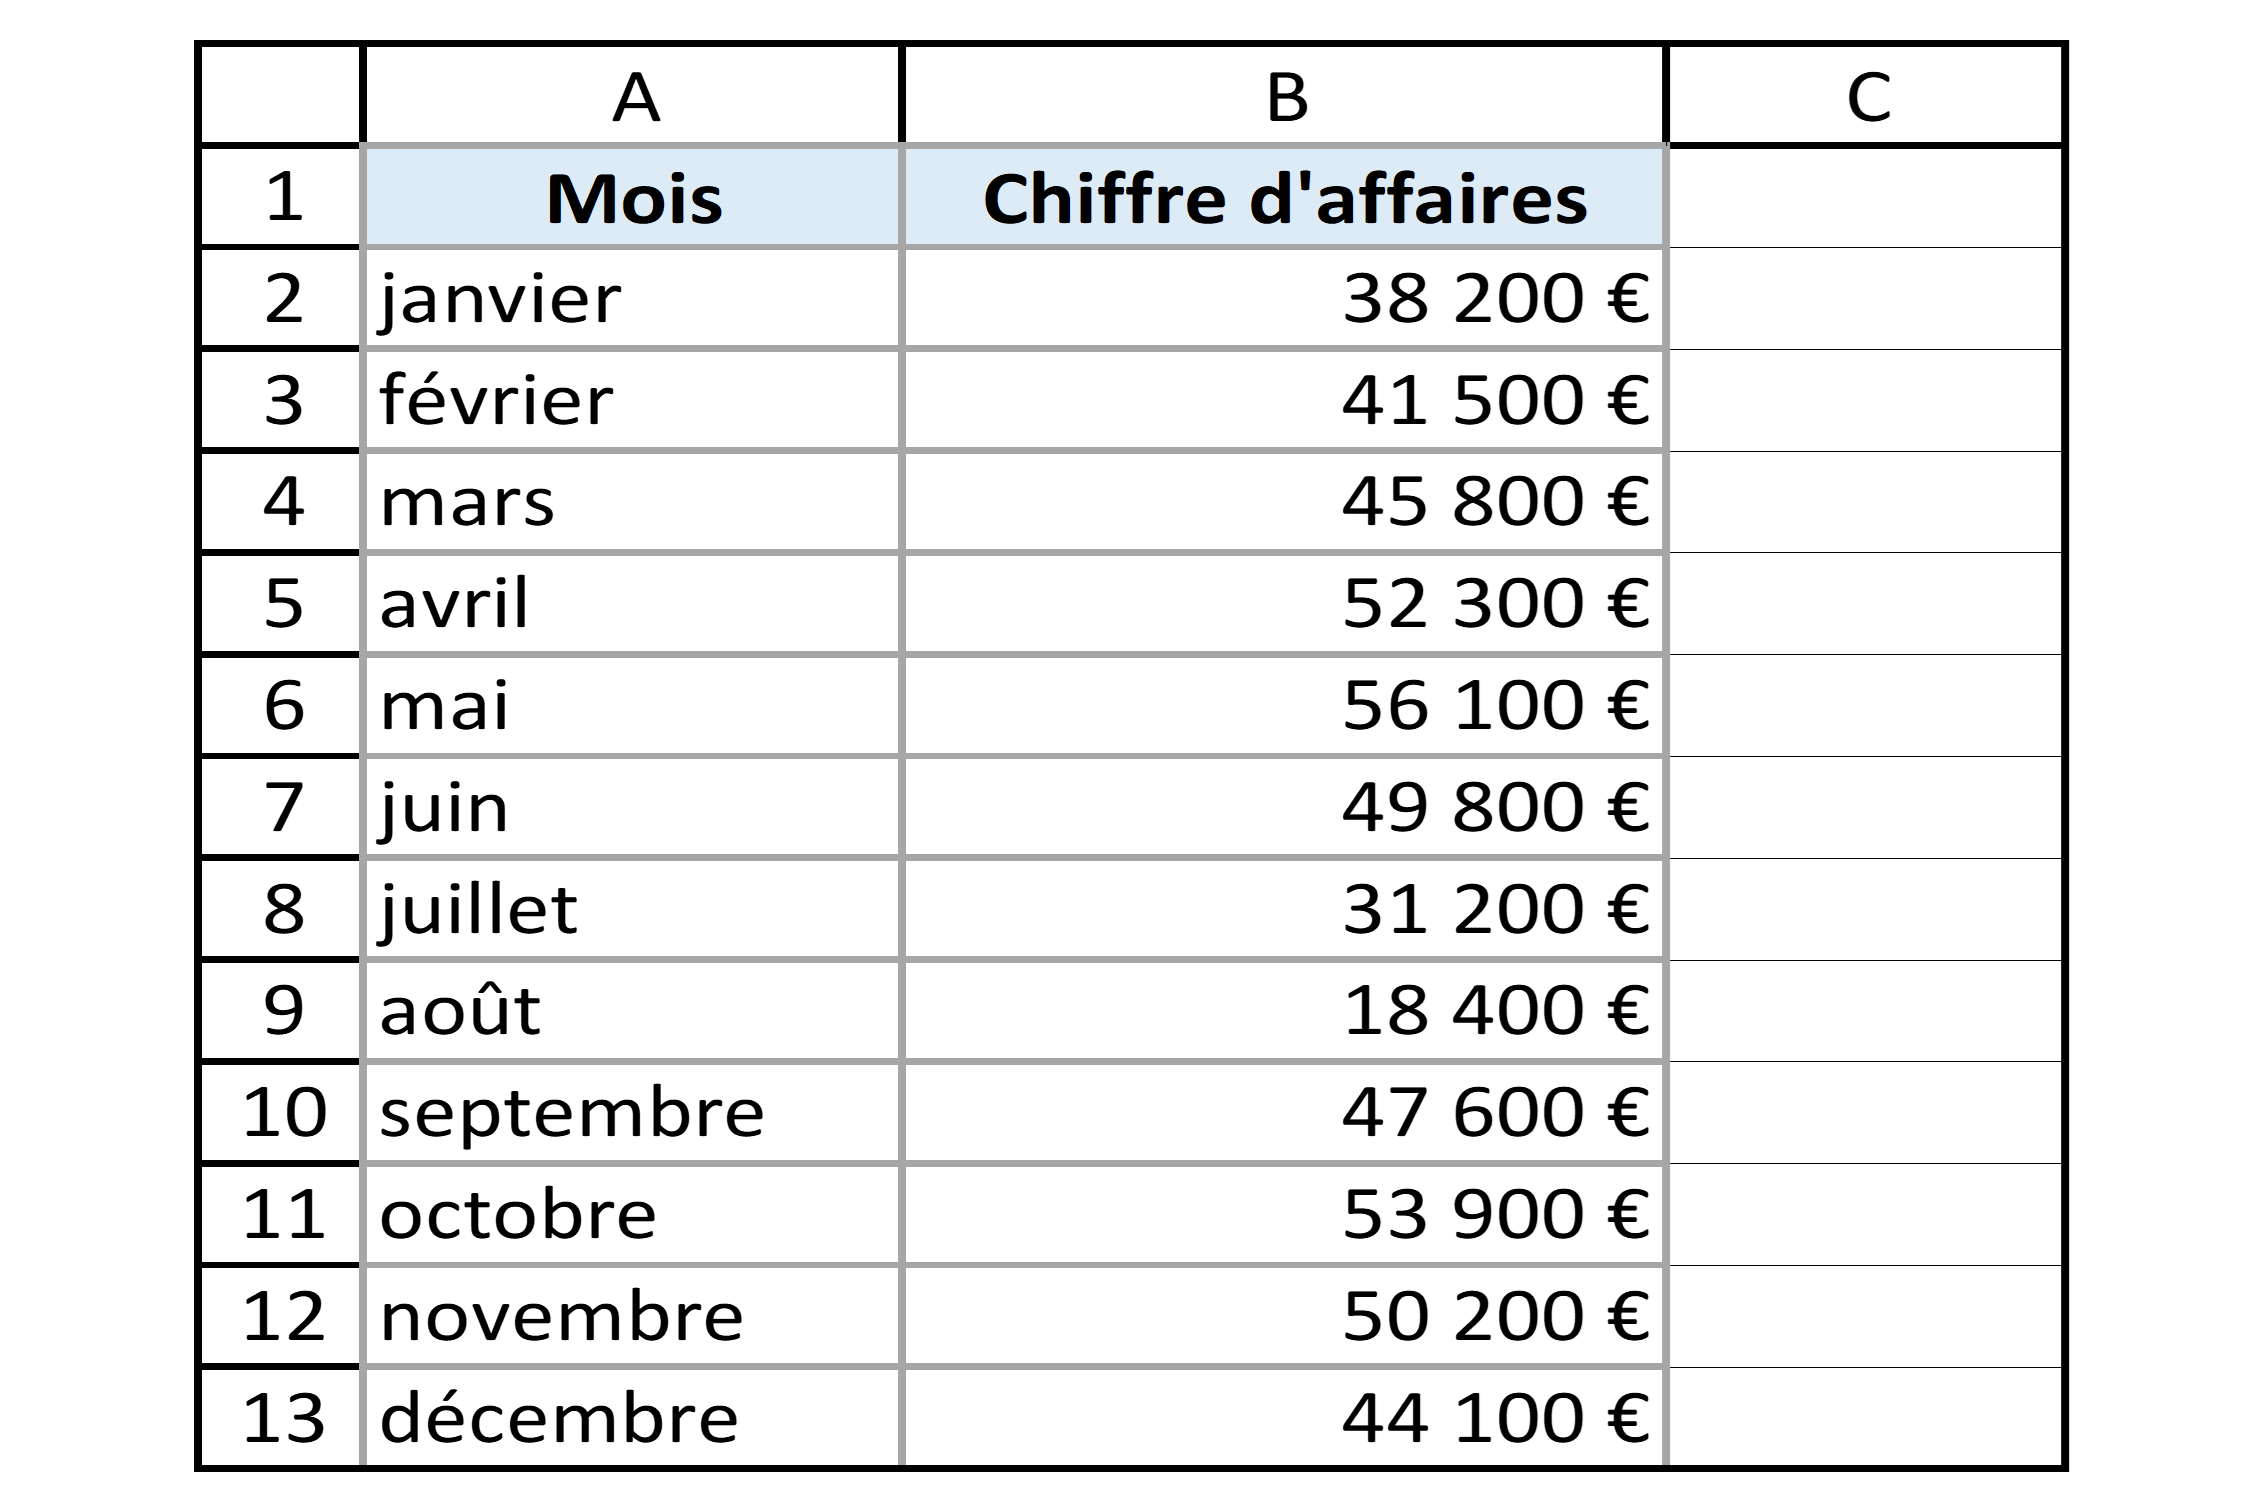 A B C
1 Mois Chiffre d'affaires
2 janvier 38 200 €
3 février 41 500 €
4 mars 45 800 €
5 avril 52 300 €
6 mai 56 100 €
7 juin 49 800 €
8 juillet 31 200 €
9 août 18 400 €
10 septembre 47 600 €
11 octobre 53 900 €
12 novembre 50 200 €
13 décembre 44 100 €